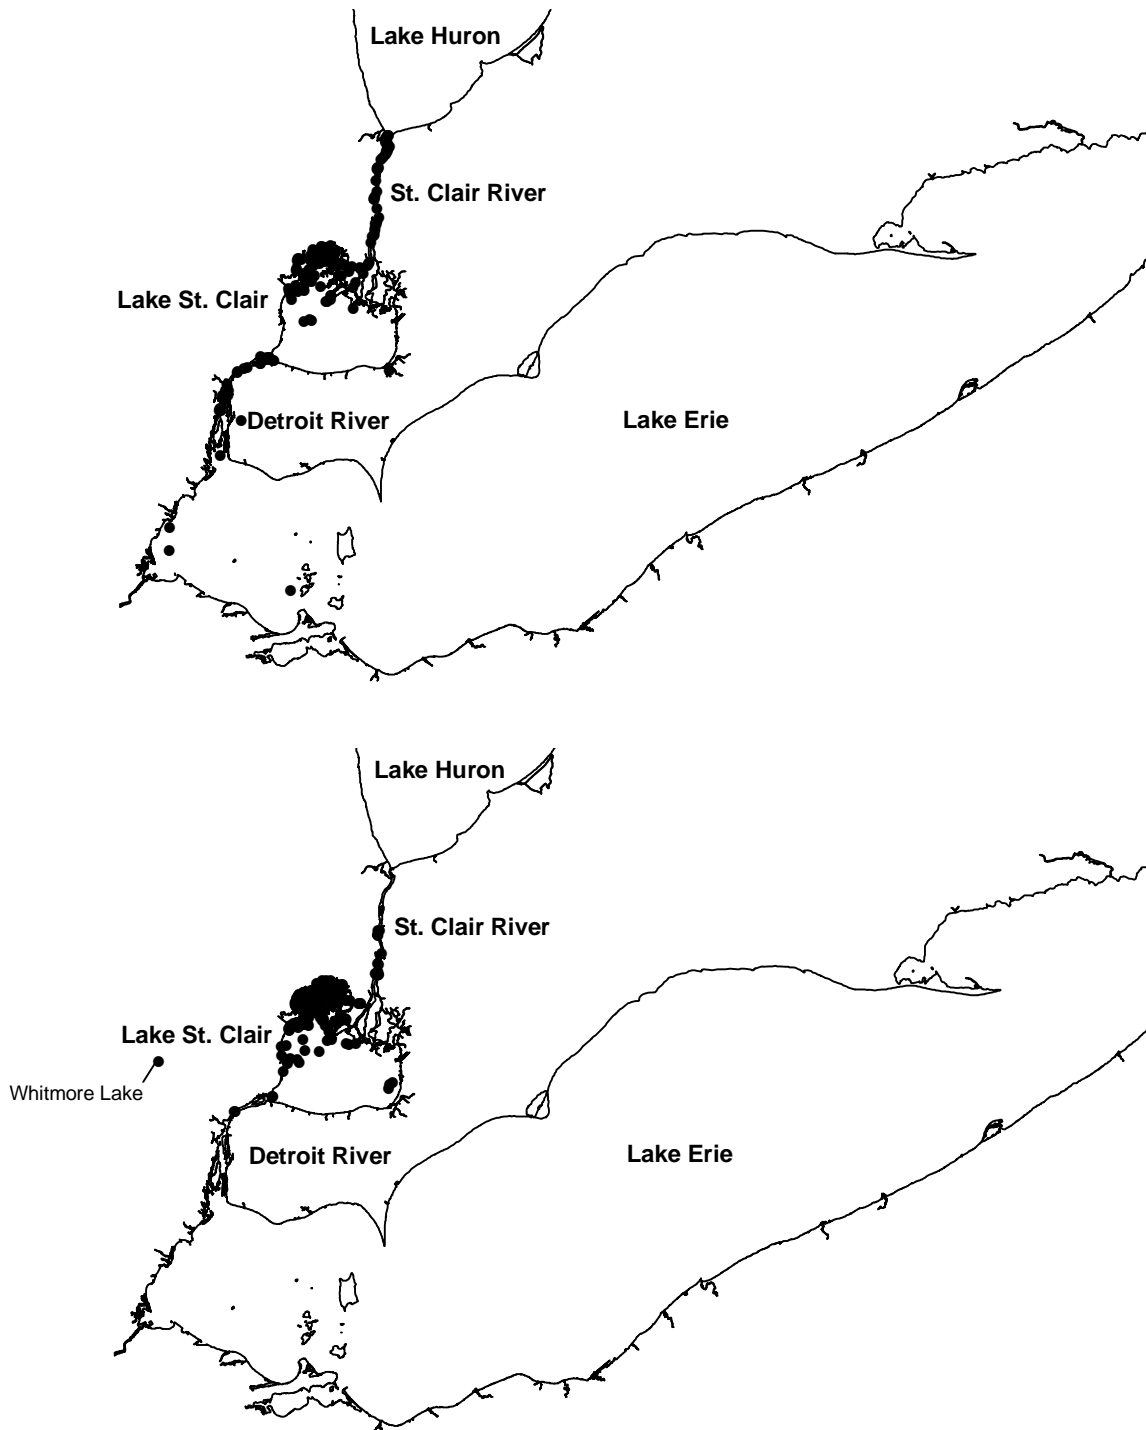 Lake Huron
St. Clair River
Lake St. Clair
Detroit River
Lake Erie
Lake Huron
St. Clair River
Lake St. Clair
Whitmore Lake
Detroit River
Lake Erie